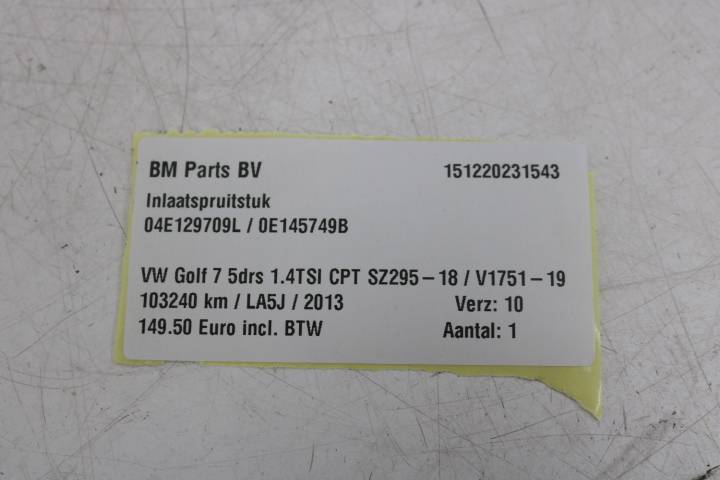 BM Parts BV 151220231543
Inlaatspruitstuk
04E129709L / 0E145749B
VW Golf 7 5drs 1.4TSI CPT SZ295-18 / V1751-19
103240 km / LA5J / 2013 Verz: 10
149.50 Euro incl. BTW Aantal: 1